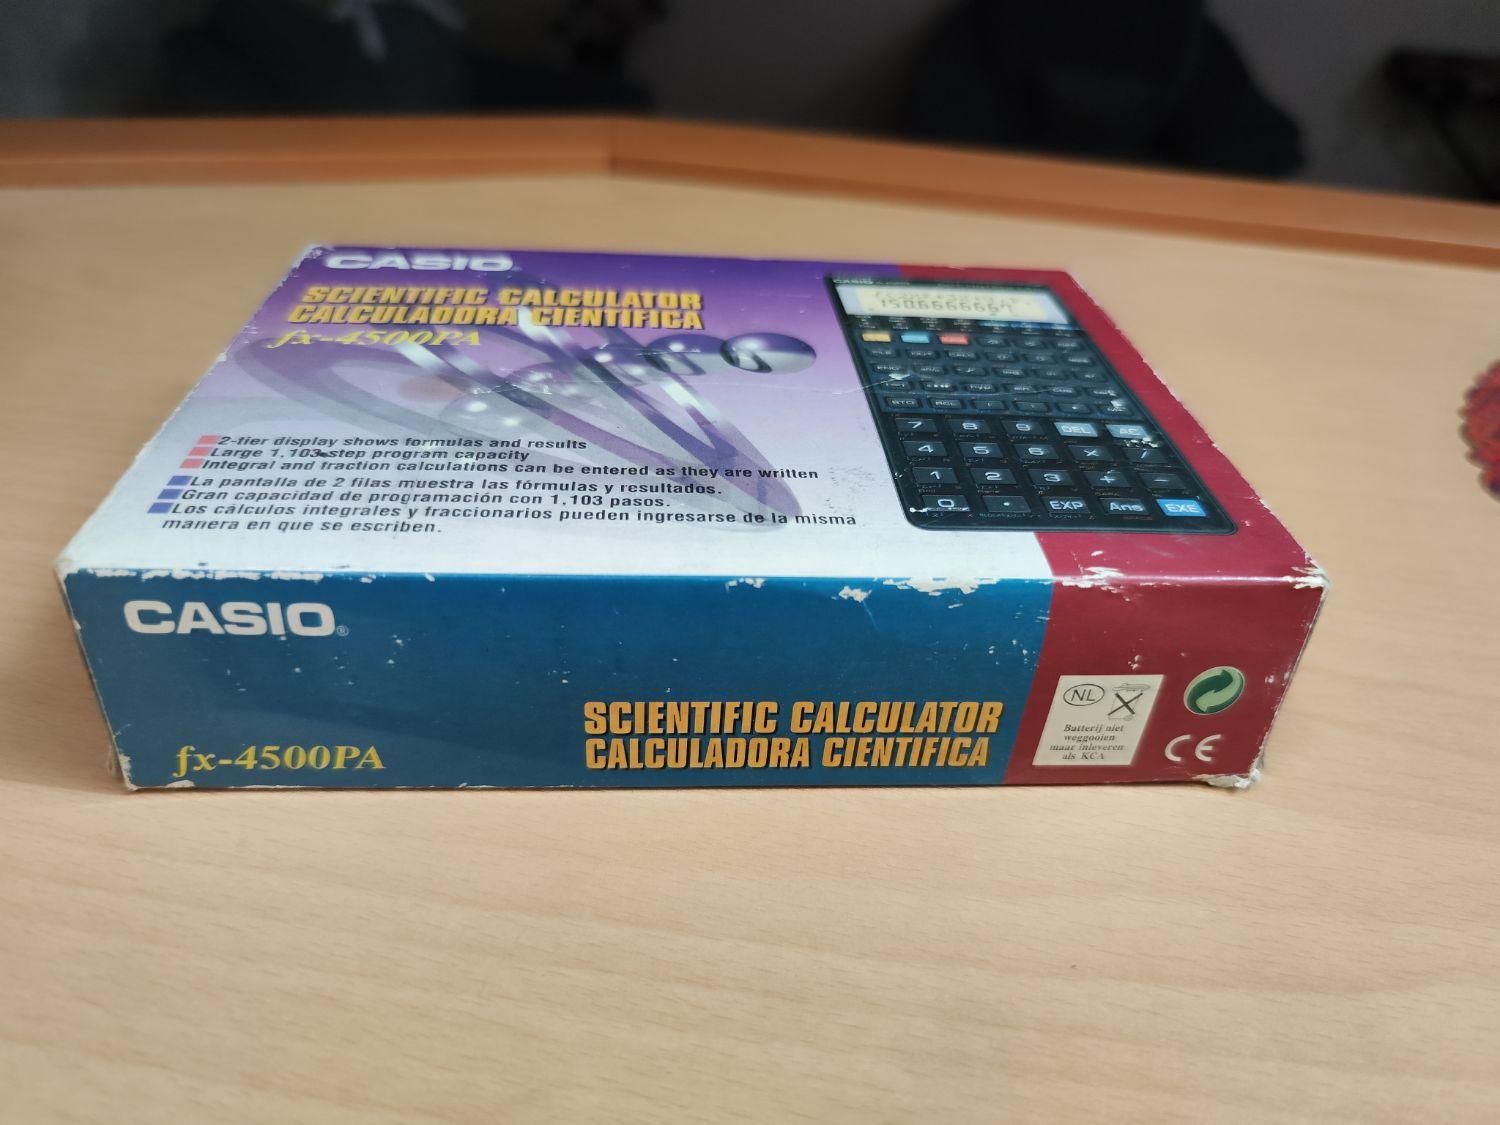 CASIO
SCIENTIFIC CALCULATOR
CALCULADORA CIENTIFICA
fx-4500PA
2-tier display shows formulas and results
Large 1,103-step program capacity
Integral and fraction calculations can be entered as they are written
La pantalla de 2 filas muestra las fórmulas y resultados.
Gran capacidad de programación con 1,103 pasos.
Los cálculos integrales y fraccionarios pueden ingresarse de la misma
manera en que se escriben.
7 8 9 DEL AC
4 5 6 x /
1 2 3 + -
0 . EXP Ans EXE
CASIO®
SCIENTIFIC CALCULATOR
CALCULADORA CIENTIFICA
fx-4500PA
NL
Batterij niet
weggooien
maar inleveren
als KCA
CE